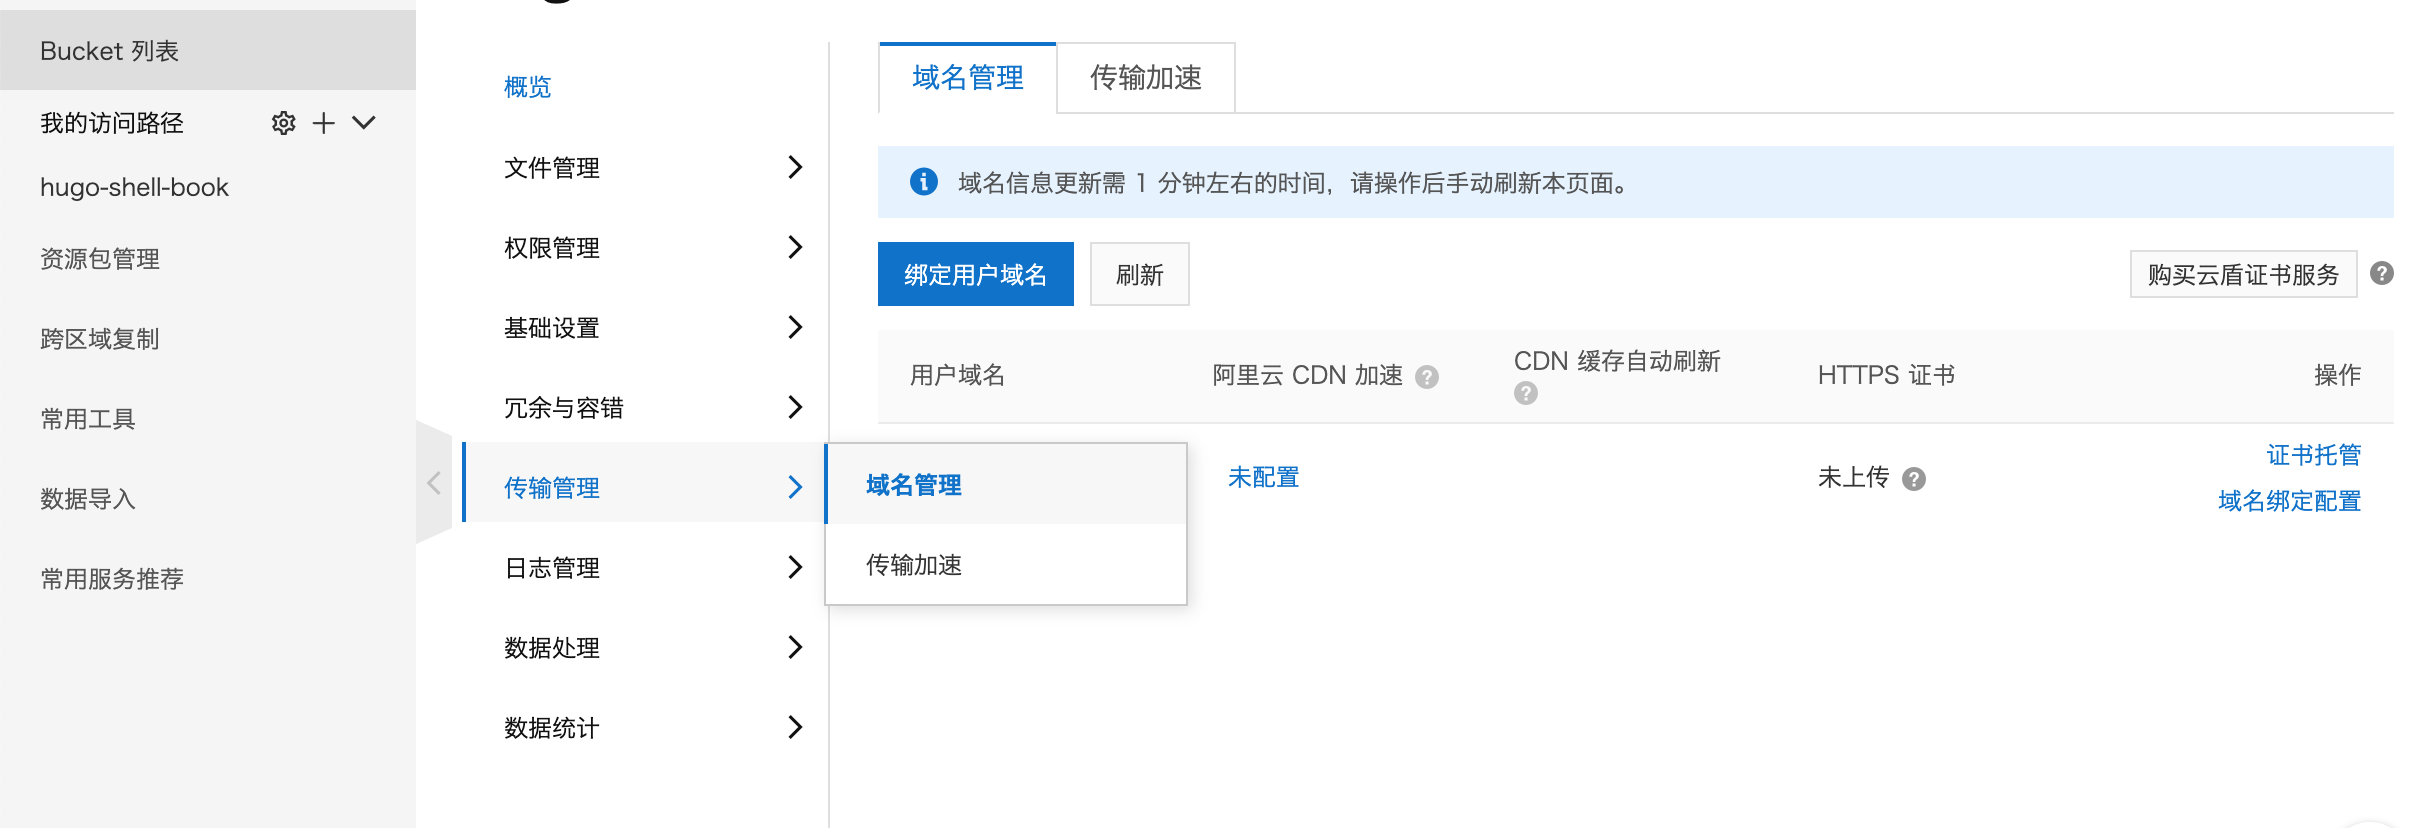 Bucket 列表
我的访问路径
hugo-shell-book
资源包管理
跨区域复制
常用工具
数据导入
常用服务推荐
概览
文件管理
权限管理
基础设置
冗余与容错
传输管理
日志管理
数据处理
数据统计
域名管理
传输加速
域名管理 传输加速
域名信息更新需 1 分钟左右的时间，请操作后手动刷新本页面。
绑定用户域名 刷新 购买云盾证书服务
用户域名 阿里云 CDN 加速 CDN 缓存自动刷新 HTTPS 证书 操作
未配置 未上传 证书托管
域名绑定配置